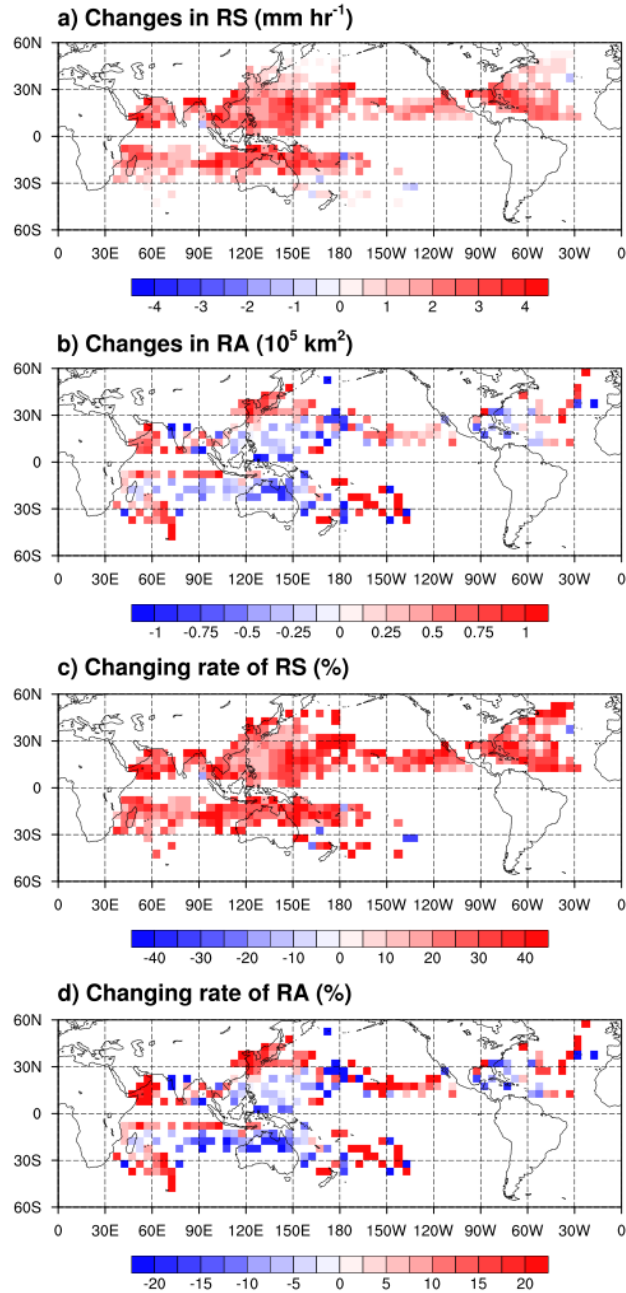 a) Changes in RS (mm hr⁻¹)
60N
30N
0
30S
60S
0 30E 60E 90E 120E 150E 180 150W 120W 90W 60W 30W 0
-4 -3 -2 -1 0 1 2 3 4
b) Changes in RA (10⁵ km²)
60N
30N
0
30S
60S
0 30E 60E 90E 120E 150E 180 150W 120W 90W 60W 30W 0
-1 -0.75 -0.5 -0.25 0 0.25 0.5 0.75 1
c) Changing rate of RS (%)
60N
30N
0
30S
60S
0 30E 60E 90E 120E 150E 180 150W 120W 90W 60W 30W 0
-40 -30 -20 -10 0 10 20 30 40
d) Changing rate of RA (%)
60N
30N
0
30S
60S
0 30E 60E 90E 120E 150E 180 150W 120W 90W 60W 30W 0
-20 -15 -10 -5 0 5 10 15 20